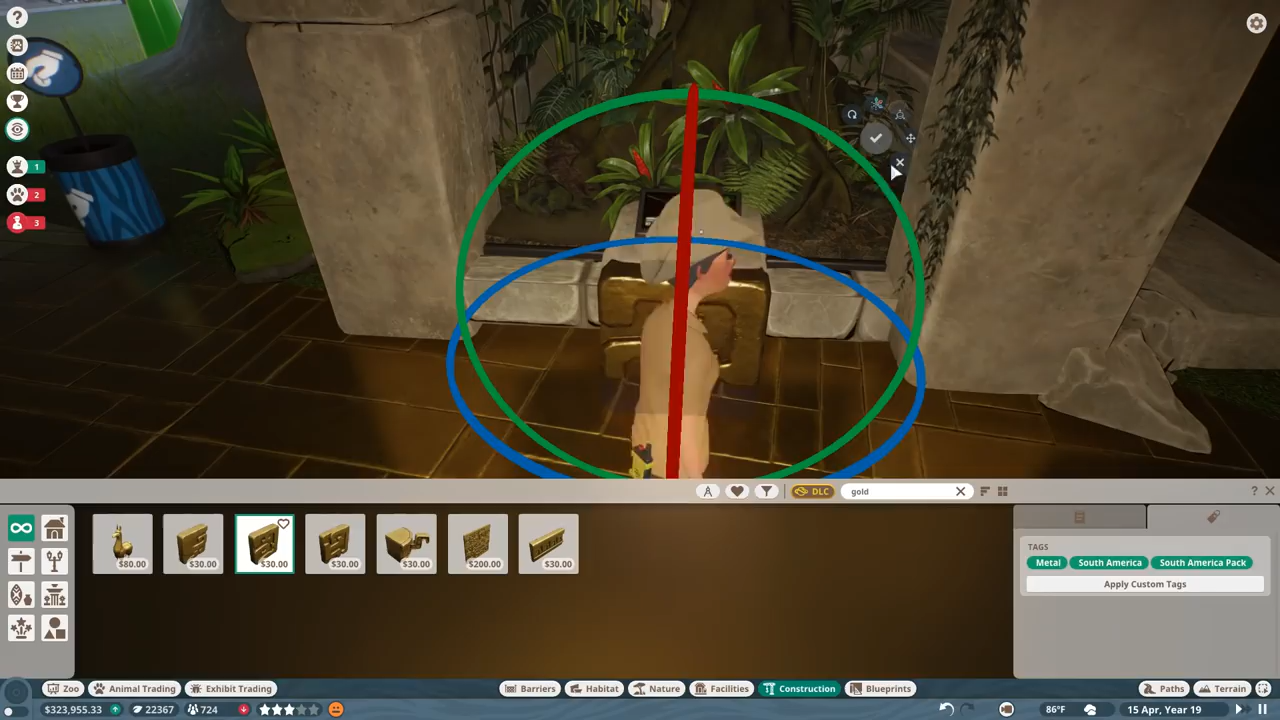 ?
1
2
3
DLC
gold
?
$80.00
$30.00
$30.00
$30.00
$30.00
$200.00
$30.00
TAGS
Metal
South America
South America Pack
Apply Custom Tags
Zoo
Animal Trading
Exhibit Trading
Barriers
Habitat
Nature
Facilities
Construction
Blueprints
Paths
Terrain
$323,955.33
22367
724
86°F
15 Apr, Year 19